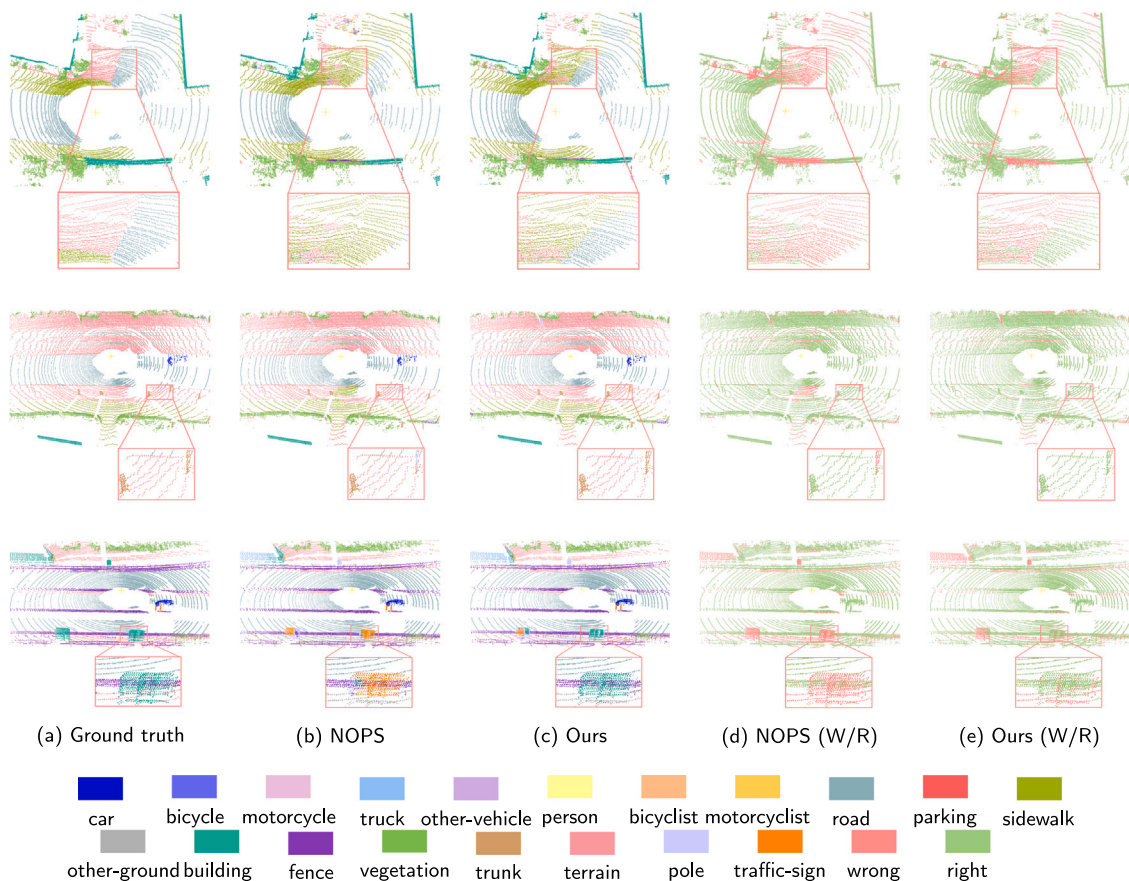 (a) Ground truth (b) NOPS (c) Ours (d) NOPS (W/R) (e) Ours (W/R)
car bicycle motorcycle truck other-vehicle person bicyclist motorcyclist road parking sidewalk
other-ground building fence vegetation trunk terrain pole traffic-sign wrong right